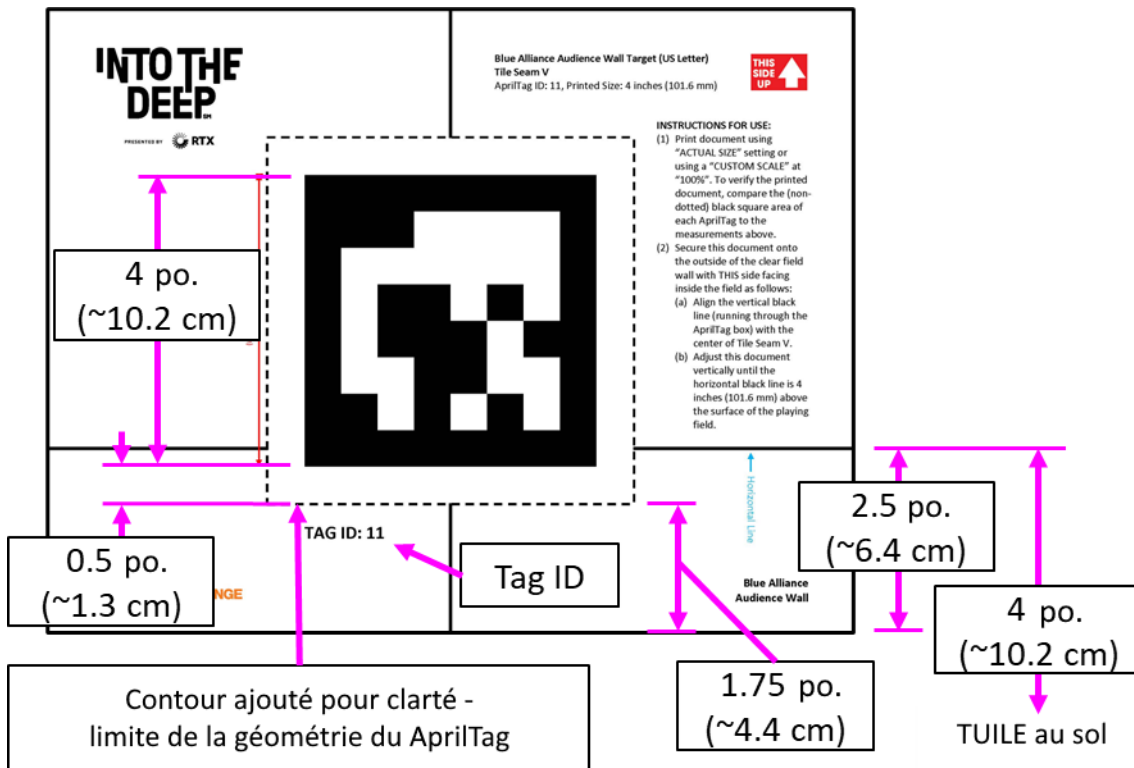 INTO THE
DEEP
SM
PRESENTED BY RTX
Blue Alliance Audience Wall Target (US Letter)
Tile Seam V
AprilTag ID: 11, Printed Size: 4 inches (101.6 mm)
THIS
SIDE
UP
INSTRUCTIONS FOR USE:
(1) Print document using
"ACTUAL SIZE" setting or
using a "CUSTOM SCALE" at
"100%". To verify the printed
document, compare the (non-
dotted) black square area of
each AprilTag to the
measurements above.
(2) Secure this document onto
the outside of the clear field
wall with THIS side facing
inside the field as follows:
(a) Align the vertical black
line (running through the
AprilTag box) with the
center of Tile Seam V.
(b) Adjust this document
vertically until the
horizontal black line is 4
inches (101.6 mm) above
the surface of the playing
field.
4 po.
(~10.2 cm)
0.5 po.
(~1.3 cm)
NGE
TAG ID: 11
Tag ID
Horizontal Line
Blue Alliance
Audience Wall
2.5 po.
(~6.4 cm)
4 po.
(~10.2 cm)
1.75 po.
(~4.4 cm)
TUILE au sol
Contour ajouté pour clarté -
limite de la géométrie du AprilTag